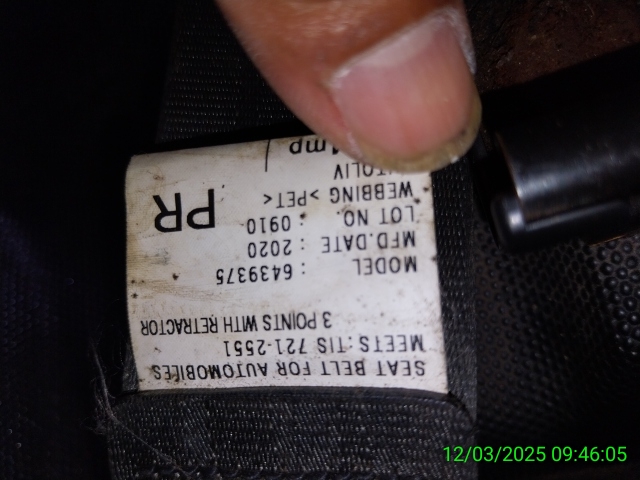 SEAT BELT FOR AUTOMOBILES
MEETS: TIS 721-2551
3 POINTS WITH RETRACTOR
MODEL : 6439375
MFD.DATE : 2020
LOT NO. : 0910
WEBBING >PET<
PR
12/03/2025 09:46:05